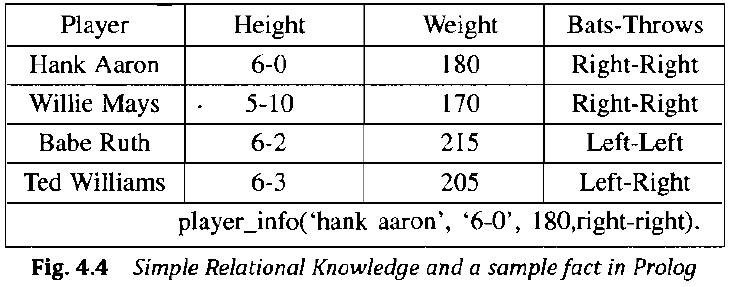 Player Height Weight Bats-Throws
Hank Aaron 6-0 180 Right-Right
Willie Mays 5-10 170 Right-Right
Babe Ruth 6-2 215 Left-Left
Ted Williams 6-3 205 Left-Right
player_info(‘hank aaron’, ‘6-0’, 180,right-right).
Fig. 4.4 Simple Relational Knowledge and a sample fact in Prolog